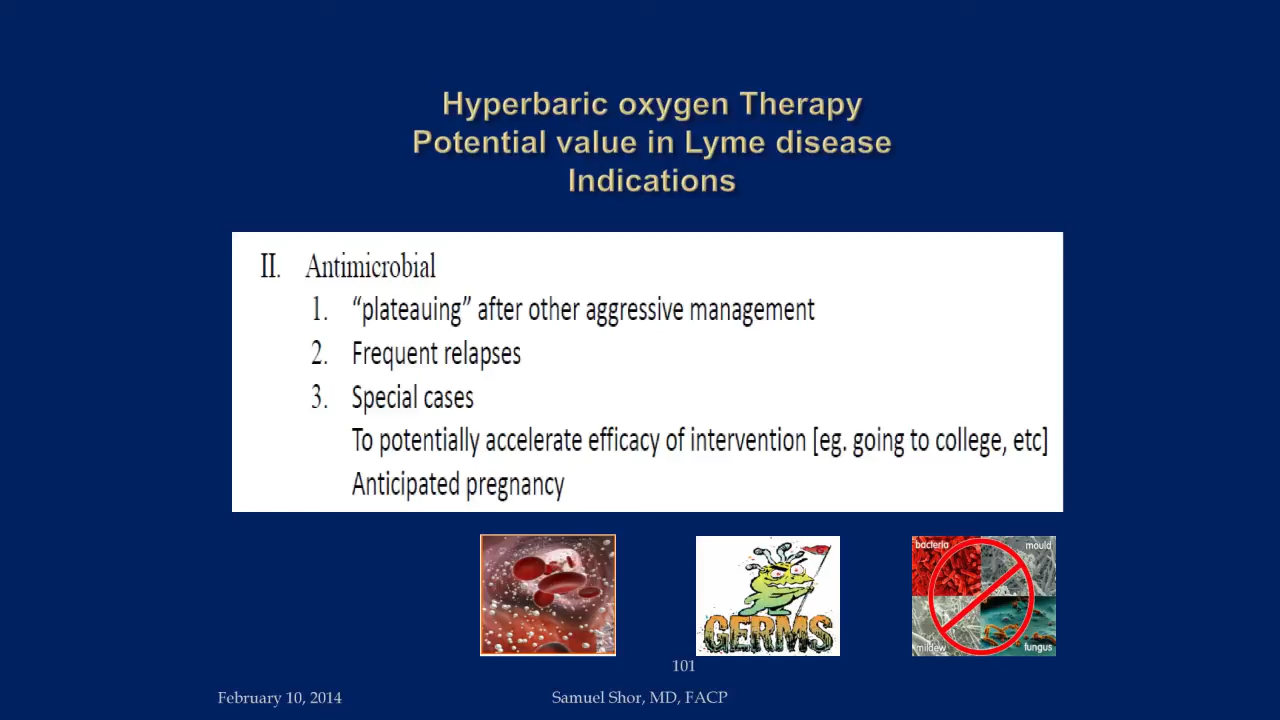 Hyperbaric oxygen Therapy
Potential value in Lyme disease
Indications
II. Antimicrobial
1. “plateauing” after other aggressive management
2. Frequent relapses
3. Special cases
To potentially accelerate efficacy of intervention [eg. going to college, etc]
Anticipated pregnancy
bacteria
mould
mildew
fungus
GERMS
101
February 10, 2014
Samuel Shor, MD, FACP